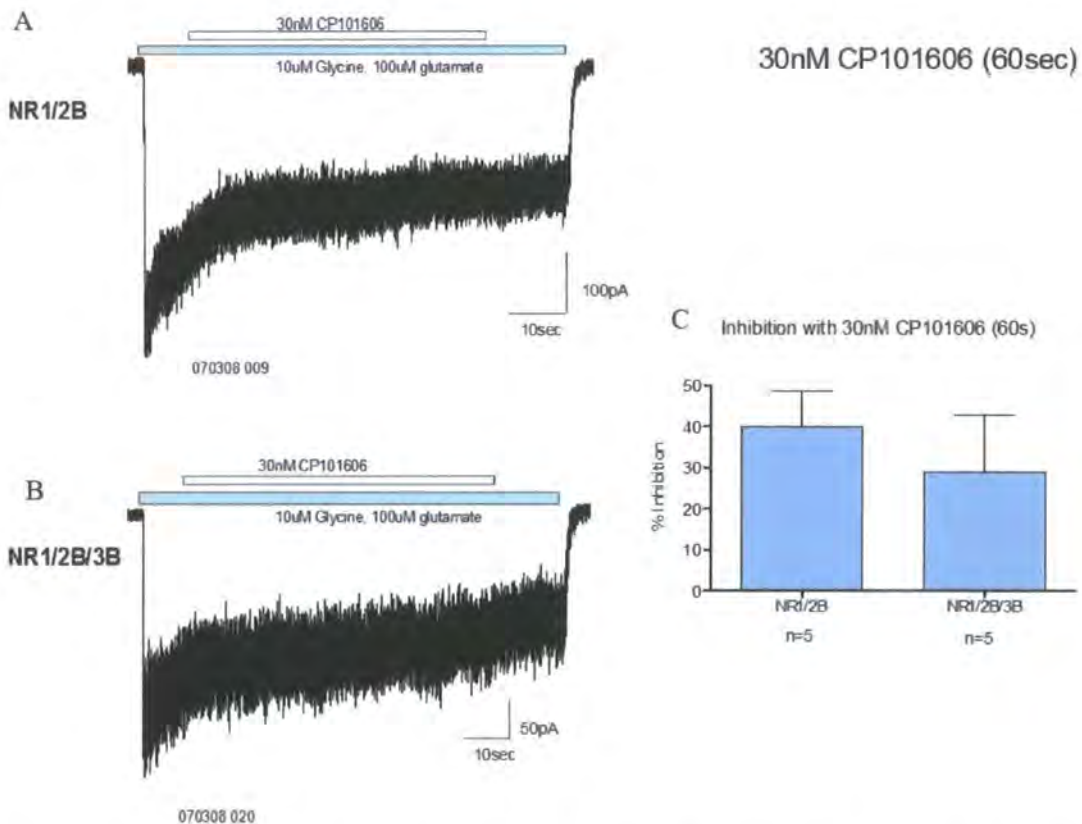 A
30nM CP101606
10uM Glycine, 100uM glutamate
30nM CP101606 (60sec)
NR1/2B
100pA
10sec
070308 009
B
30nM CP101606
10uM Glycine, 100uM glutamate
NR1/2B/3B
50pA
10sec
070308 020
C
Inhibition with 30nM CP101606 (60s)
% Inhibition
50
40
30
20
10
0
NR1/2B
NR1/2B/3B
n=5
n=5